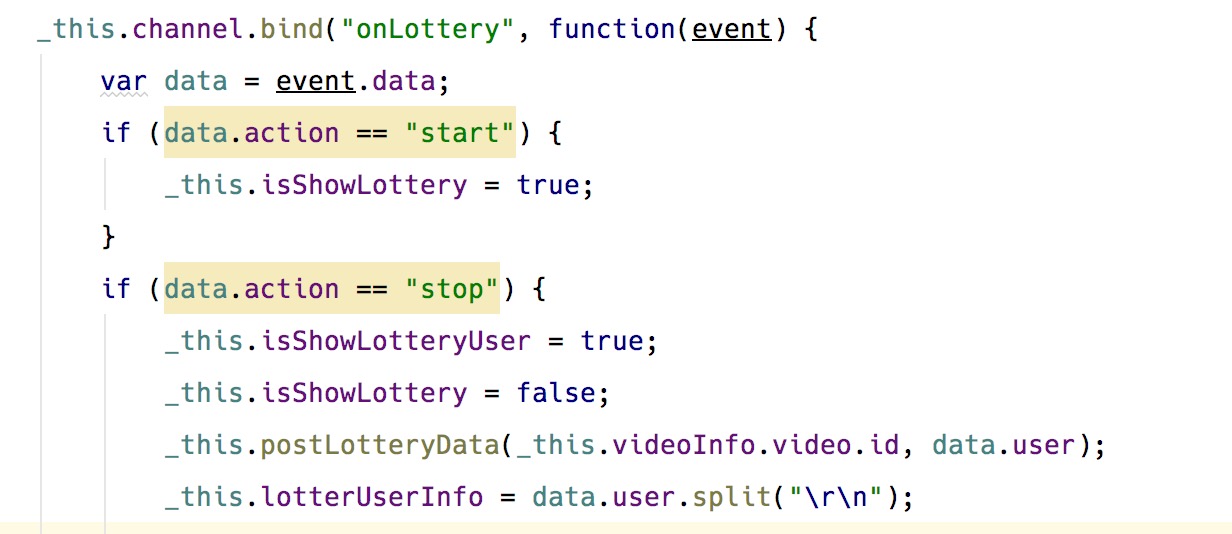 _this.channel.bind("onLottery", function(event) {
var data = event.data;
if (data.action == "start") {
_this.isShowLottery = true;
}
if (data.action == "stop") {
_this.isShowLotteryUser = true;
_this.isShowLottery = false;
_this.postLotteryData(_this.videoInfo.video.id, data.user);
_this.lotterUserInfo = data.user.split("\r\n");